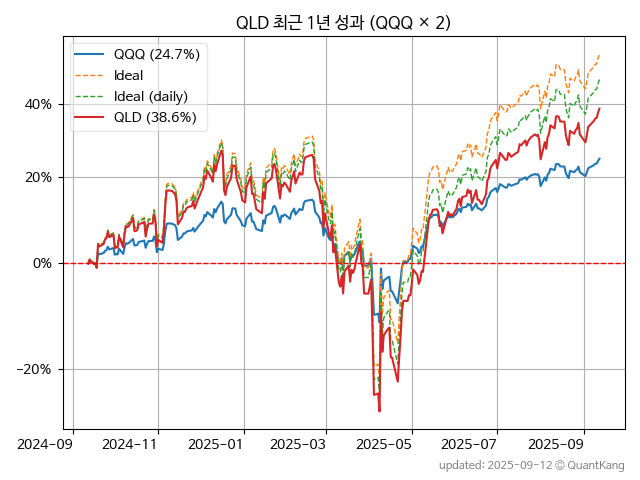 QLD 최근 1년 성과 (QQQ × 2)
QQQ (24.7%)
Ideal
Ideal (daily)
QLD (38.6%)
40%
20%
0%
−20%
2024-09
2024-11
2025-01
2025-03
2025-05
2025-07
2025-09
updated: 2025-09-12 © QuantKang